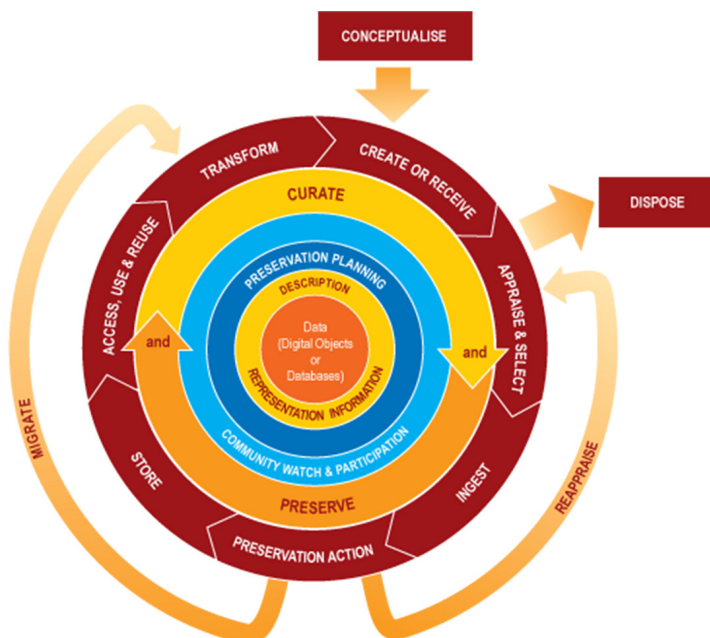 CONCEPTUALISE
CREATE OR RECEIVE
DISPOSE
APPRAISE & SELECT
REAPPRAISE
INGEST
PRESERVATION ACTION
STORE
MIGRATE
ACCESS, USE & REUSE
TRANSFORM
CURATE
and
PRESERVE
and
COMMUNITY WATCH & PARTICIPATION
PRESERVATION PLANNING
DESCRIPTION
REPRESENTATION INFORMATION
Data
(Digital Objects
or
Databases)